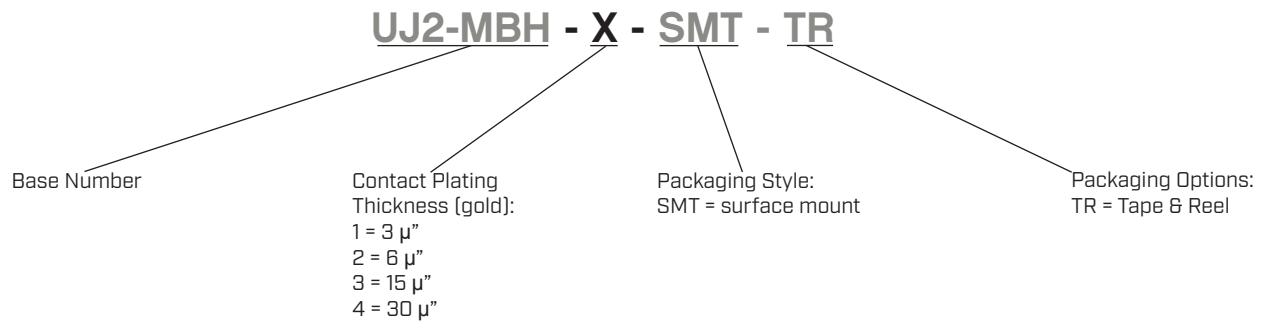 UJ2-MBH - X - SMT - TR
Base Number
Contact Plating
Thickness (gold):
1 = 3 µ”
2 = 6 µ”
3 = 15 µ”
4 = 30 µ”
Packaging Style:
SMT = surface mount
Packaging Options:
TR = Tape & Reel